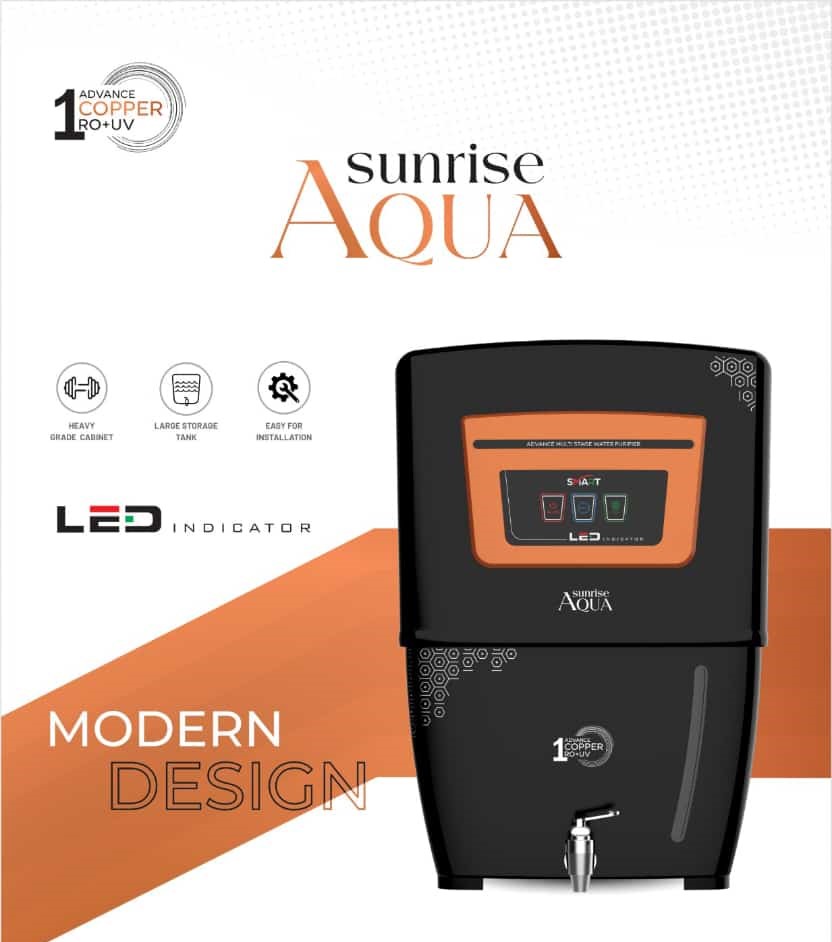 1 ADVANCE
COPPER
RO+UV
sunrise
AQUA
HEAVY
GRADE CABINET
LARGE STORAGE
TANK
EASY FOR
INSTALLATION
LED INDICATOR
MODERN
DESIGN
ADVANCE MULTI STAGE WATER PURIFIER
SMART
LED INDICATOR
sunrise
AQUA
1 ADVANCE
COPPER
RO+UV